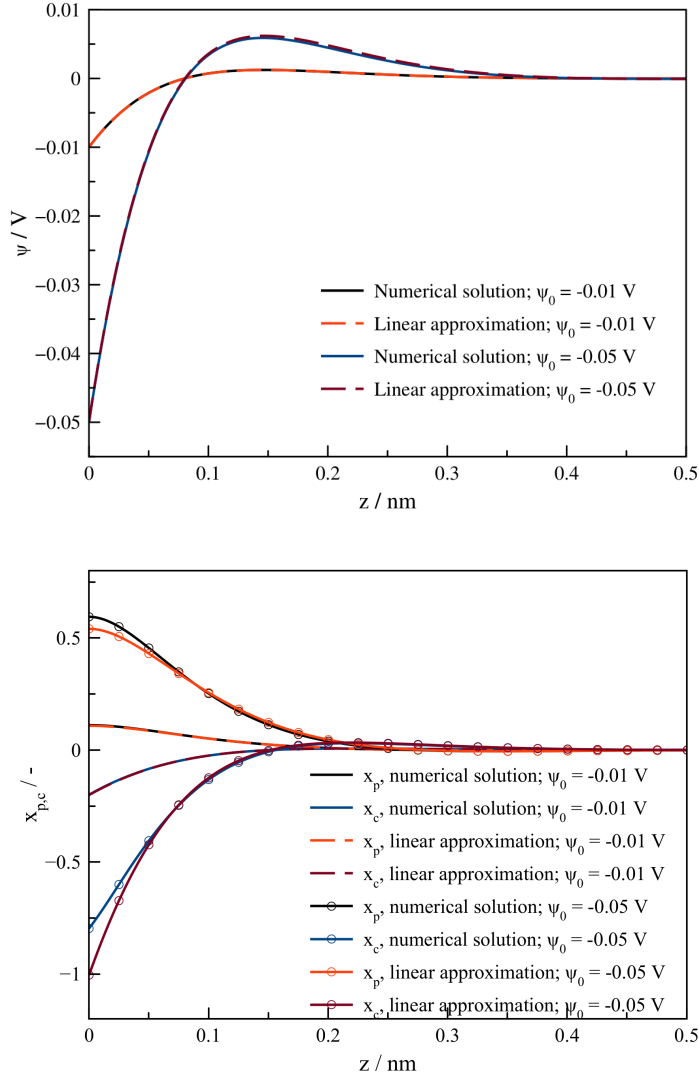 0.01
0
−0.01
−0.02
−0.03
−0.04
−0.05
ψ / V
Numerical solution; ψ0 = -0.01 V
Linear approximation; ψ0 = -0.01 V
Numerical solution; ψ0 = -0.05 V
Linear approximation; ψ0 = -0.05 V
0 0.1 0.2 0.3 0.4 0.5
z / nm
0.5
0
−0.5
−1
xp,c / -
xp, numerical solution; ψ0 = -0.01 V
xc, numerical solution; ψ0 = -0.01 V
xp, linear approximation; ψ0 = -0.01 V
xc, linear approximation; ψ0 = -0.01 V
xp, numerical solution; ψ0 = -0.05 V
xc, numerical solution; ψ0 = -0.05 V
xp, linear approximation; ψ0 = -0.05 V
xc, linear approximation; ψ0 = -0.05 V
0 0.1 0.2 0.3 0.4 0.5
z / nm